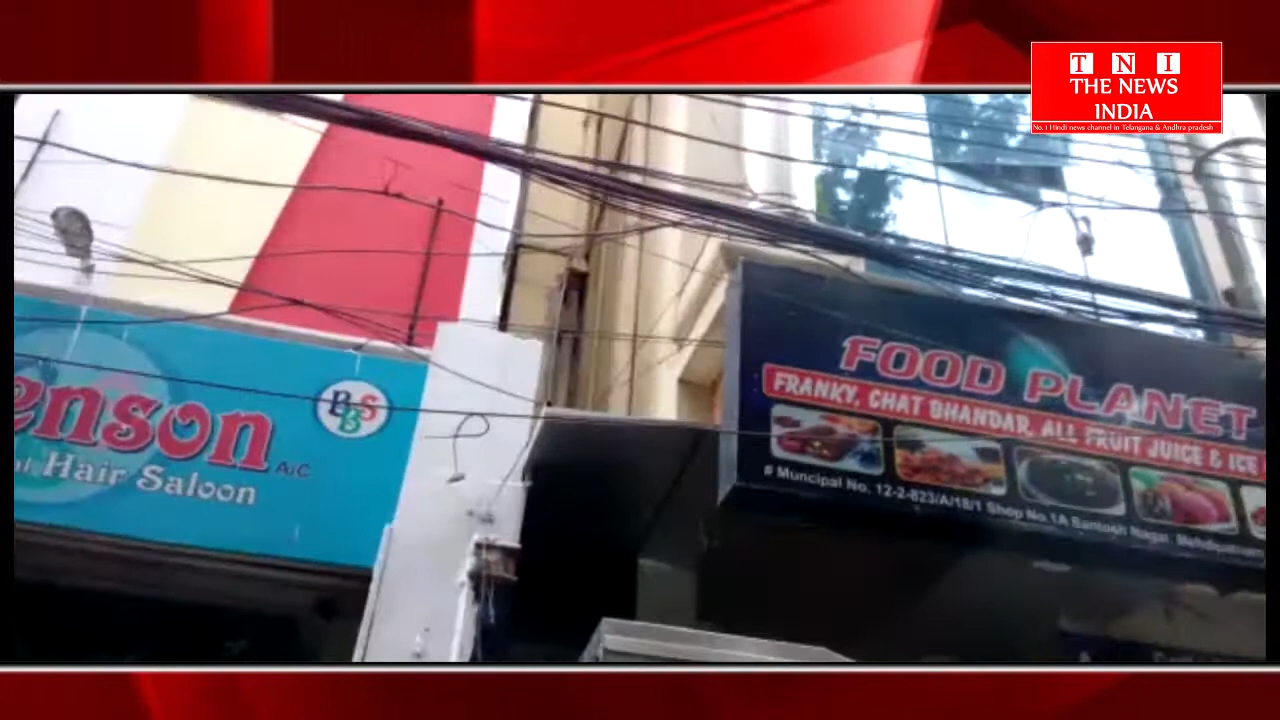 T N I
THE NEWS
INDIA
No. 1 Hindi news channel in Telangana & Andhra pradesh
enson A/C
Hair Saloon
BBS
FOOD PLANET
FRANKY, CHAT BHANDAR, ALL FRUIT JUICE & ICE
# Muncipal No. 12-2-823/A/18/1 Shop No.1A Santosh Nagar, Mehdipatnam